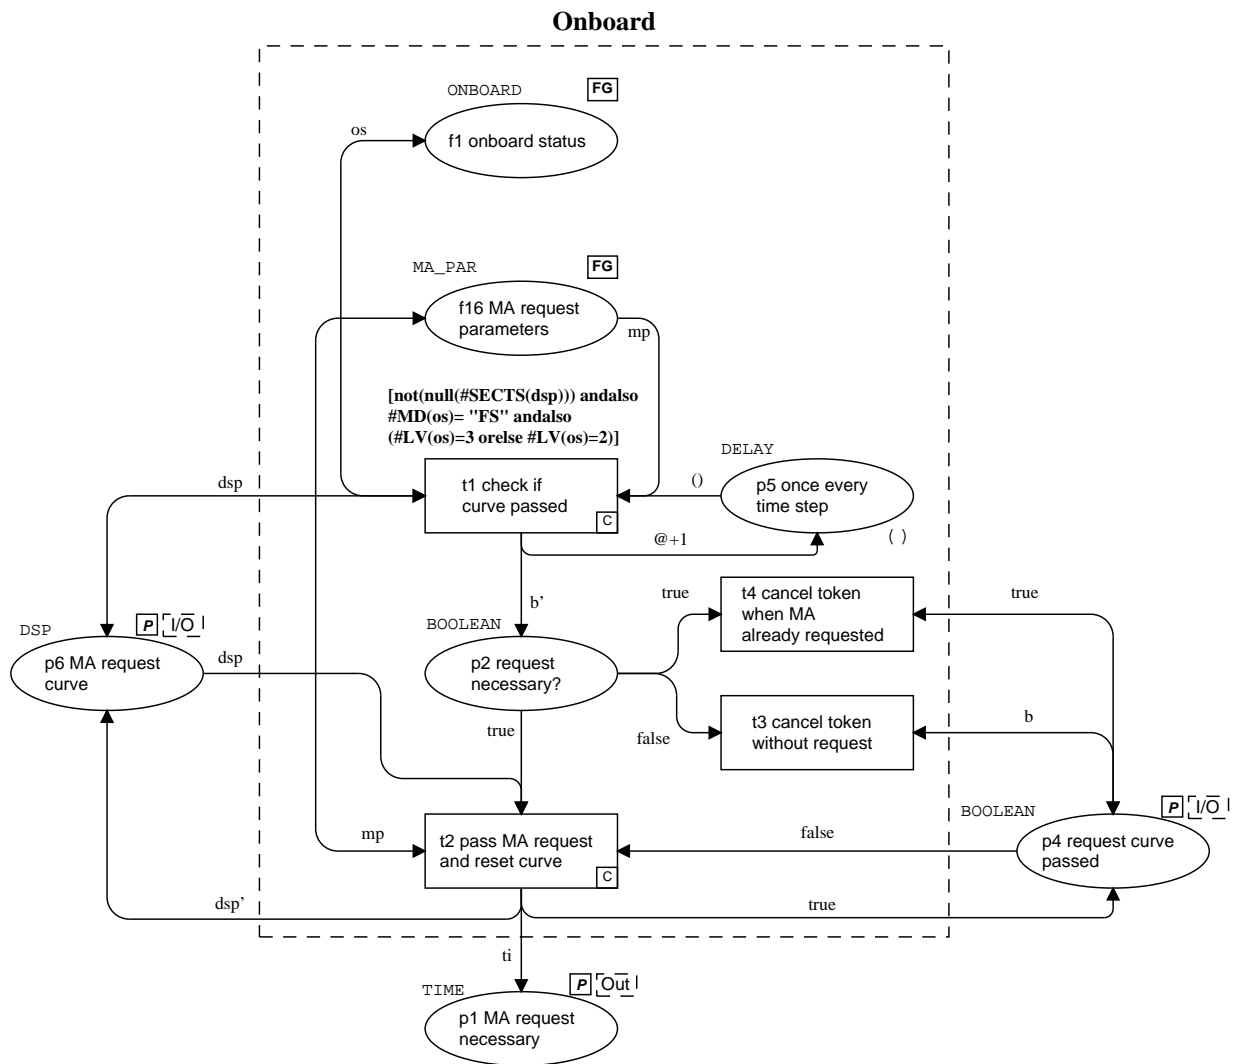 Onboard
ONBOARD
FG
os
f1 onboard status
MA_PAR
FG
f16 MA request
parameters
mp
[not(null(#SECTS(dsp))) andalso
#MD(os)= "FS" andalso
(#LV(os)=3 orelse #LV(os)=2)]
DELAY
dsp
t1 check if
curve passed
C
()
p5 once every
time step
( )
@+1
b’
true
t4 cancel token
when MA
already requested
true
DSP
P
I/O
BOOLEAN
p6 MA request
curve
dsp
p2 request
necessary?
true
false
t3 cancel token
without request
b
BOOLEAN
P
I/O
mp
t2 pass MA request
and reset curve
C
false
p4 request curve
passed
dsp’
true
ti
TIME
P
Out
p1 MA request
necessary